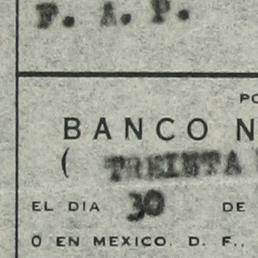 F. A. P.
PO
BANCO N
( TREINTA
EL DIA 30 DE
O EN MEXICO. D. F.,